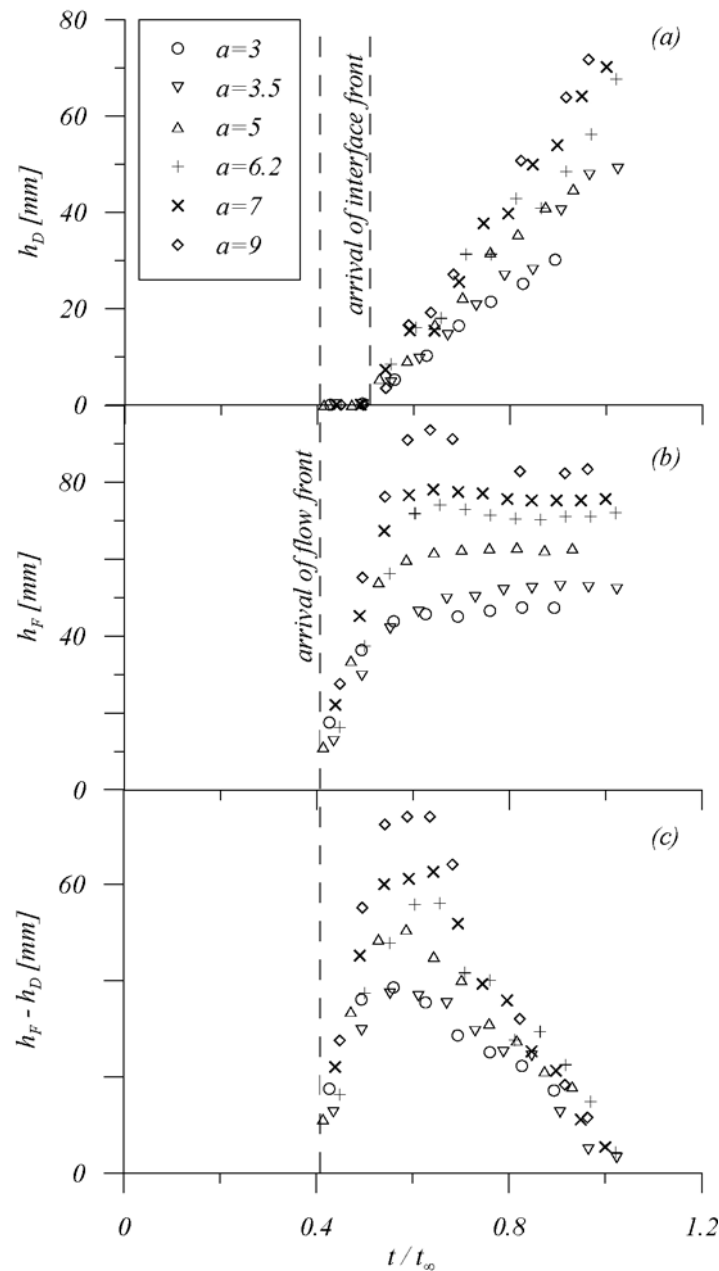 80
60
40
20
0
h_D [mm]
a=3
a=3.5
a=5
a=6.2
a=7
a=9
arrival of interface front
(a)
80
40
0
h_F [mm]
arrival of flow front
(b)
60
0
h_F - h_D [mm]
(c)
0
0.4
0.8
1.2
t / t_∞